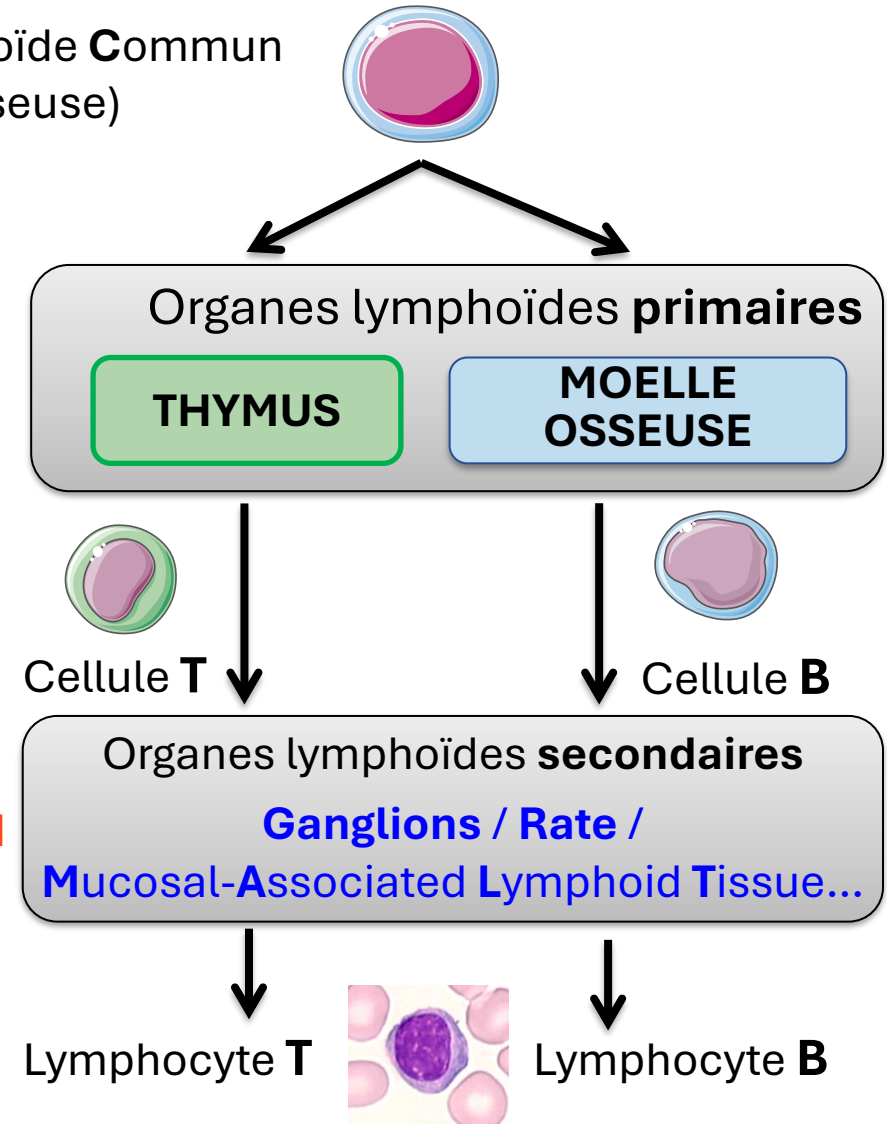 oïde Commun
seuse)
Organes lymphoïdes primaires
THYMUS
MOELLE
OSSEUSE
Cellule T
Cellule B
Organes lymphoïdes secondaires
Ganglions / Rate /
Mucosal-Associated Lymphoid Tissue...
Lymphocyte T
Lymphocyte B